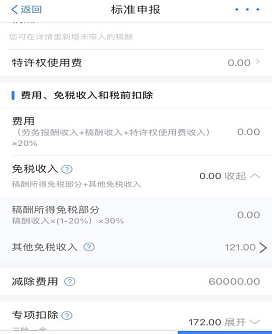 返回 标准申报
您可在详情里新增未带入的稿酬
特许权使用费 0.00
费用、免税收入和税前扣除
费用 0.00
（劳务报酬收入+稿酬收入+特许权使用费收入）
×20%
免税收入 ? 0.00 收起
稿酬所得免税部分+其他免税收入
稿酬所得免税部分 0.00
稿酬收入×(1-20%) ×30%
其他免税收入 ? 121.00
减除费用 ? 60000.00
专项扣除 ? 172.00 展开
三险一金